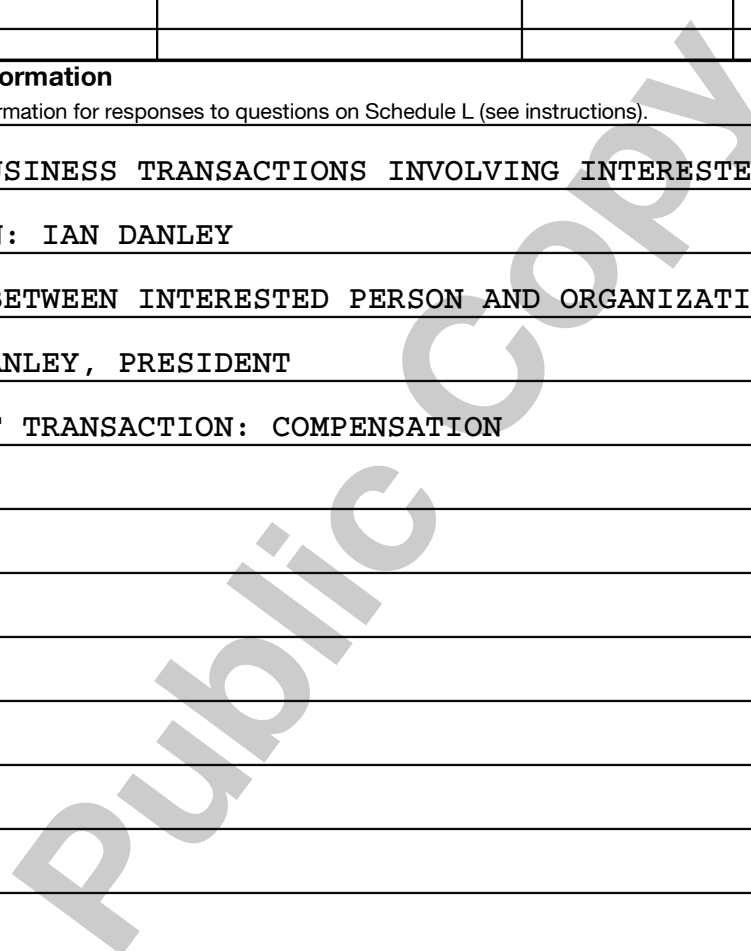 ormation
rmation for responses to questions on Schedule L (see instructions).
USINESS TRANSACTIONS INVOLVING INTERESTE
N: IAN DANLEY
BETWEEN INTERESTED PERSON AND ORGANIZATI
ANLEY, PRESIDENT
TRANSACTION: COMPENSATION
Public Copy